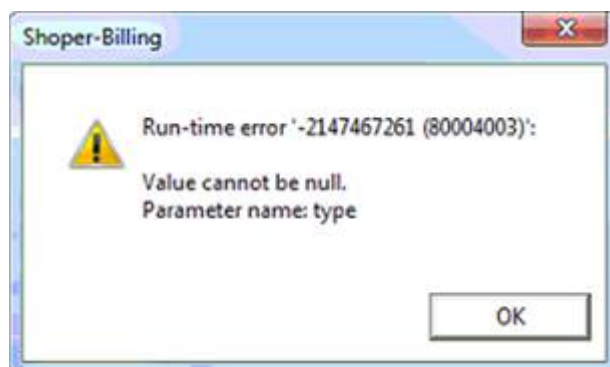 Shoper-Billing
Run-time error '-2147467261 (80004003)':
Value cannot be null.
Parameter name: type
OK